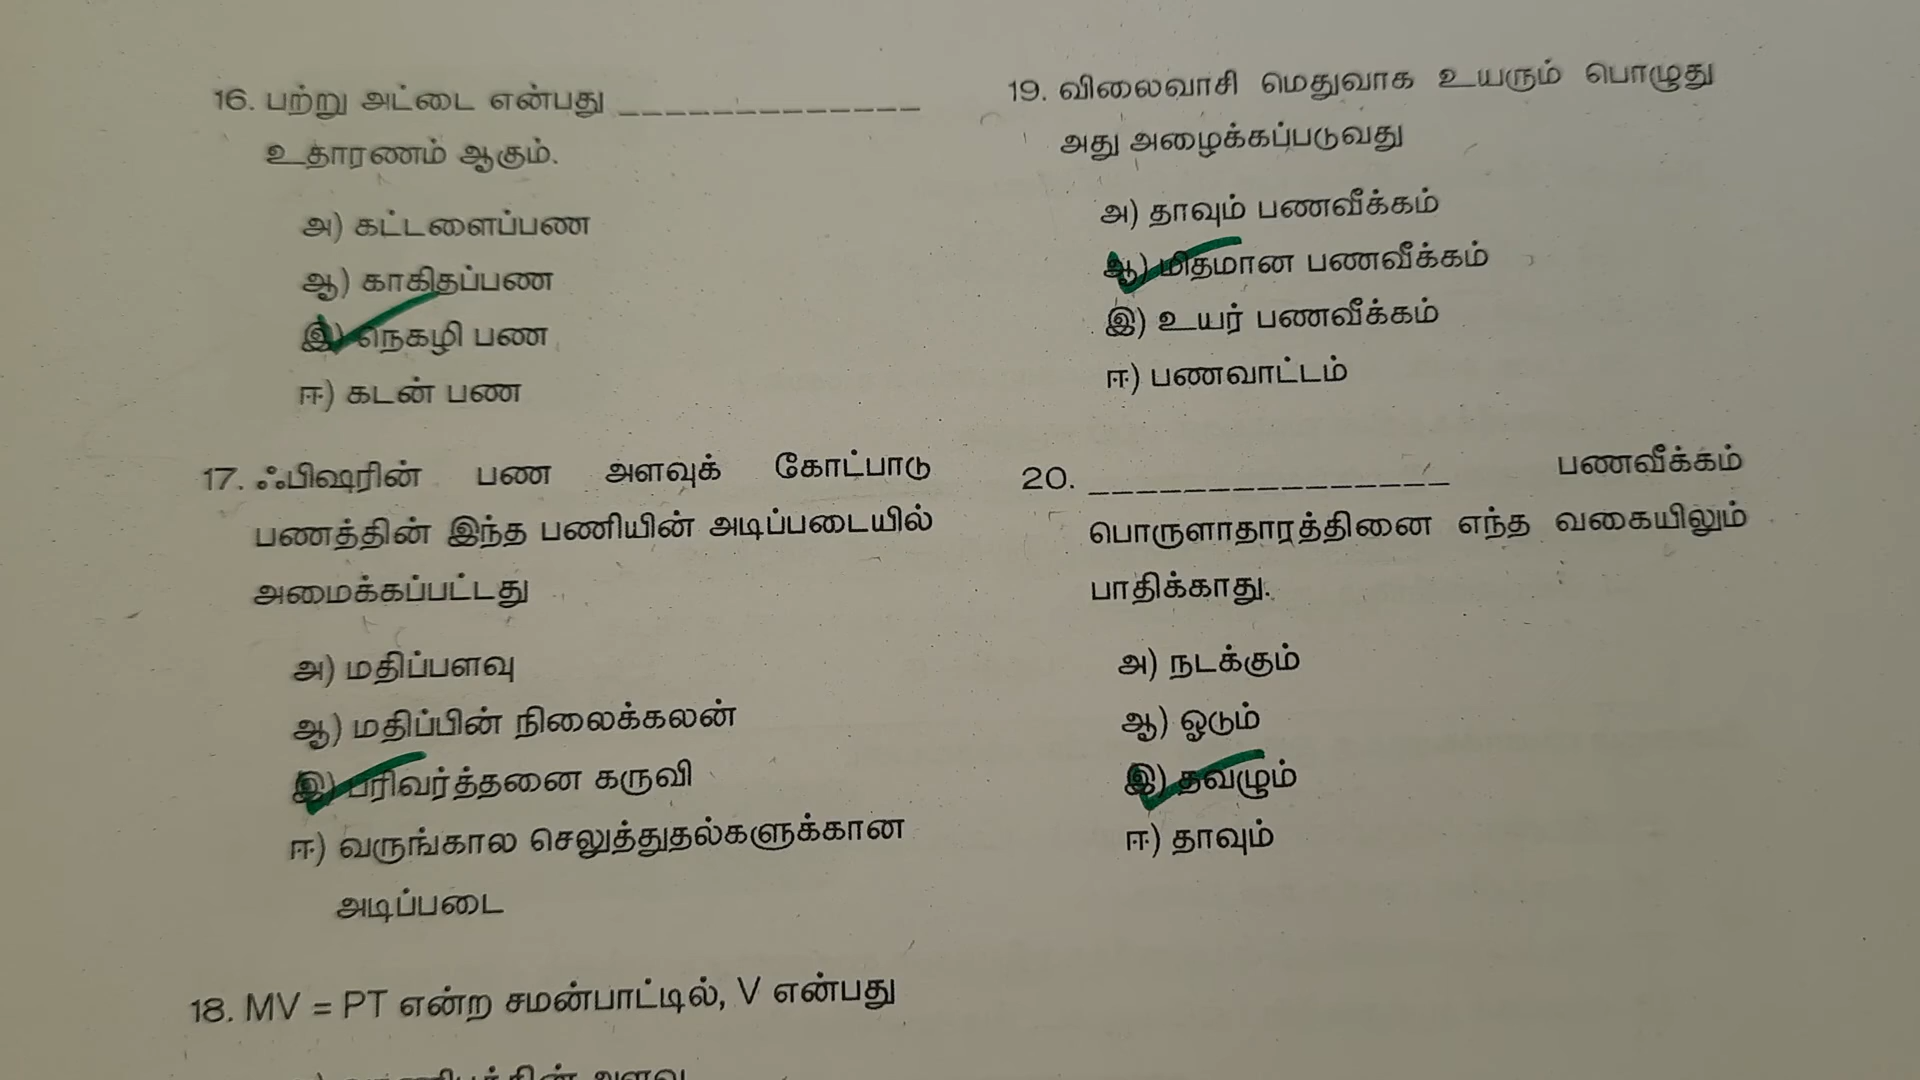 16. பற்று அட்டை என்பது _____________
உதாரணம் ஆகும்.
அ) கட்டளைப்பண
ஆ) காகிதப்பண
இ) நெகழி பண
ஈ) கடன் பண
17. ஃபிஷரின் பண அளவுக் கோட்பாடு
பணத்தின் இந்த பணியின் அடிப்படையில்
அமைக்கப்பட்டது
அ) மதிப்பளவு
ஆ) மதிப்பின் நிலைக்கலன்
இ) பரிவர்த்தனை கருவி
ஈ) வருங்கால செலுத்துதல்களுக்கான
அடிப்படை
18. MV = PT என்ற சமன்பாட்டில், V என்பது
19. விலைவாசி மெதுவாக உயரும் பொழுது
அது அழைக்கப்படுவது
அ) தாவும் பணவீக்கம்
ஆ) மிதமான பணவீக்கம்
இ) உயர் பணவீக்கம்
ஈ) பணவாட்டம்
20. _______________ பணவீக்கம்
பொருளாதாரத்தினை எந்த வகையிலும்
பாதிக்காது.
அ) நடக்கும்
ஆ) ஓடும்
இ) தவழும்
ஈ) தாவும்